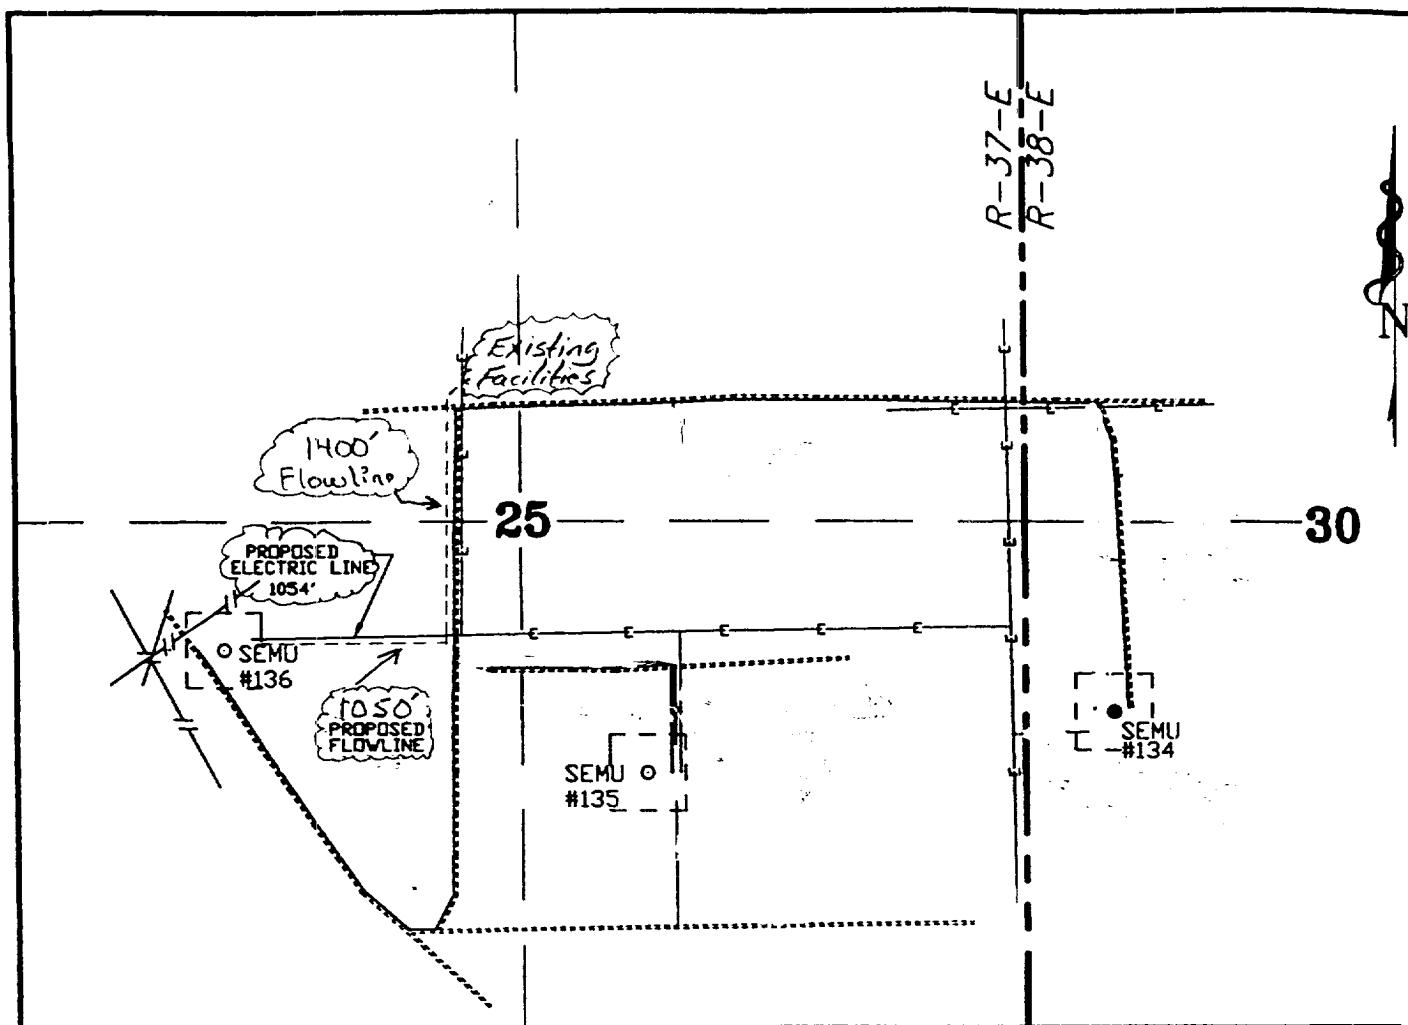 R-37-E
R-38-E
N
Existing
Facilities
1400'
Flowline
25
30
PROPOSED
ELECTRIC LINE
1054'
SEMU
#136
1050'
PROPOSED
FLOWLINE
SEMU
#135
SEMU
#134